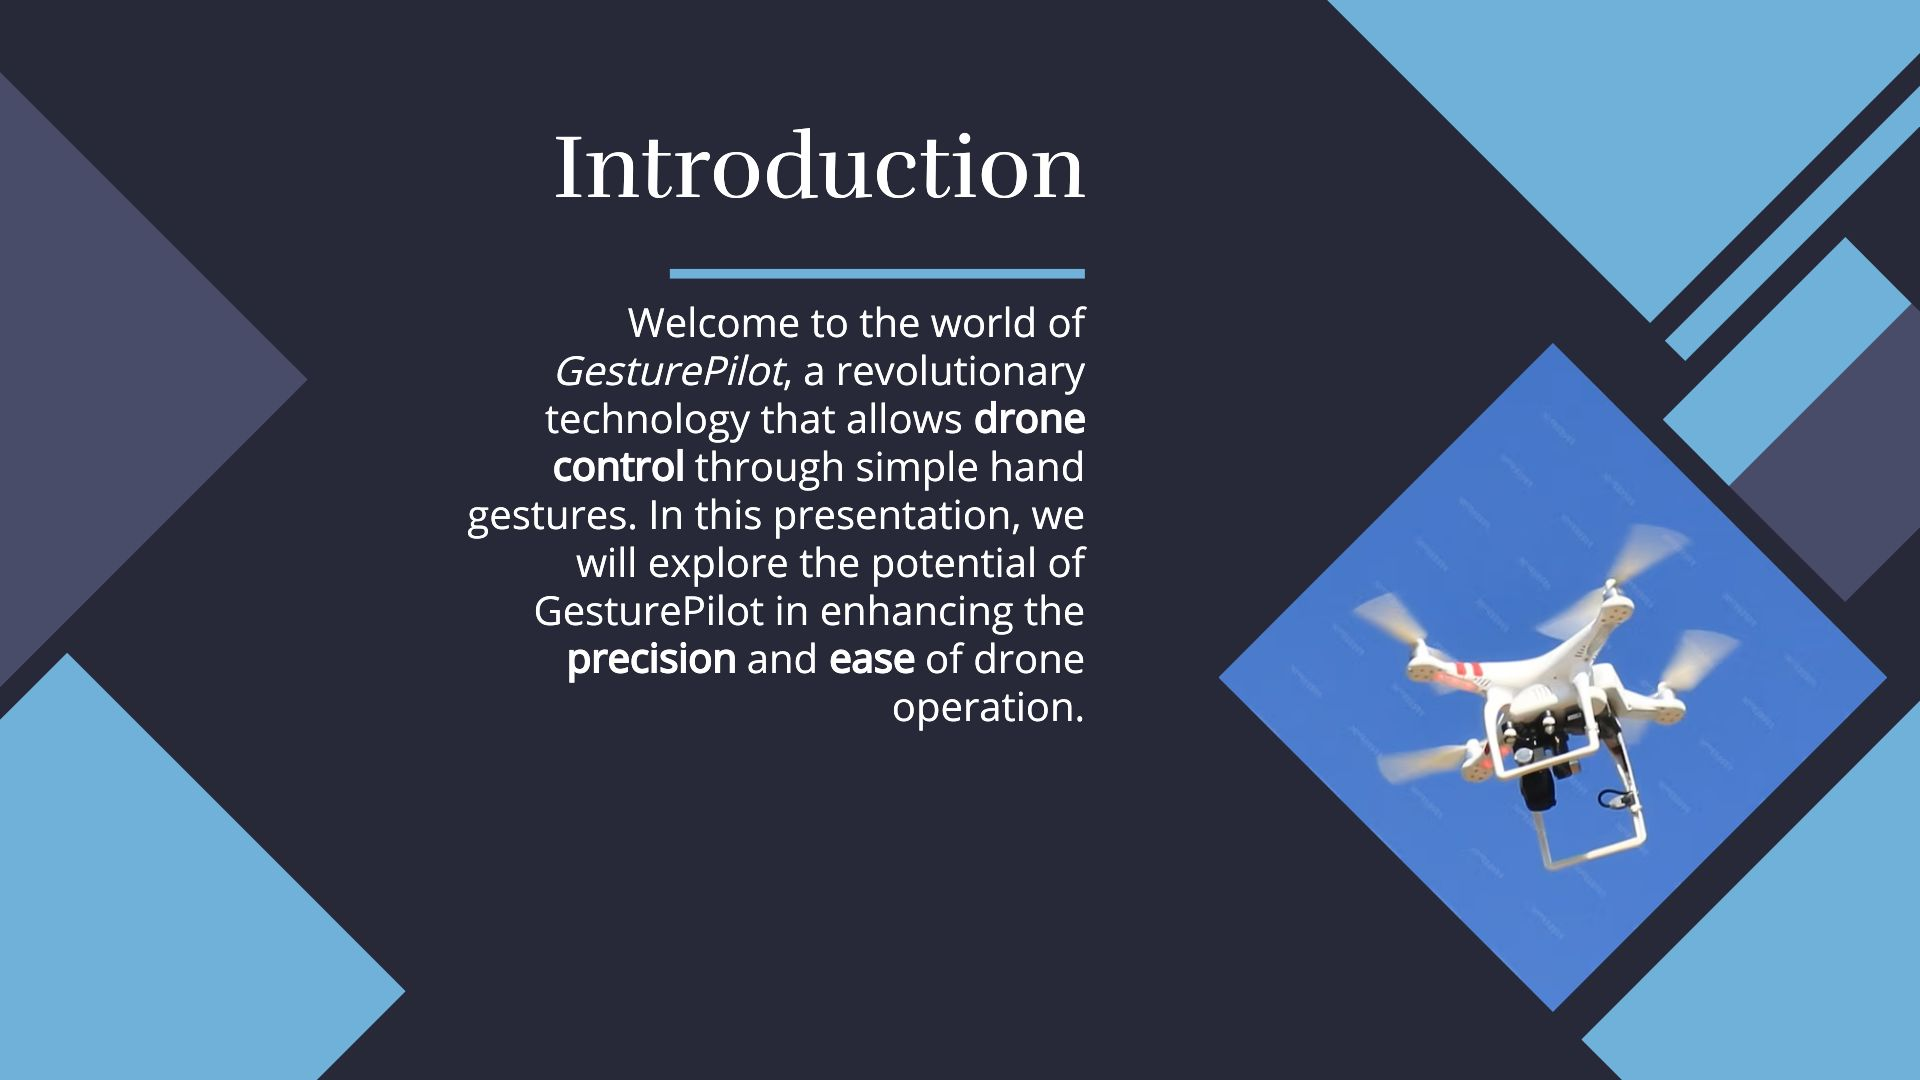 Introduction
Welcome to the world of
GesturePilot, a revolutionary
technology that allows drone
control through simple hand
gestures. In this presentation, we
will explore the potential of
GesturePilot in enhancing the
precision and ease of drone
operation.